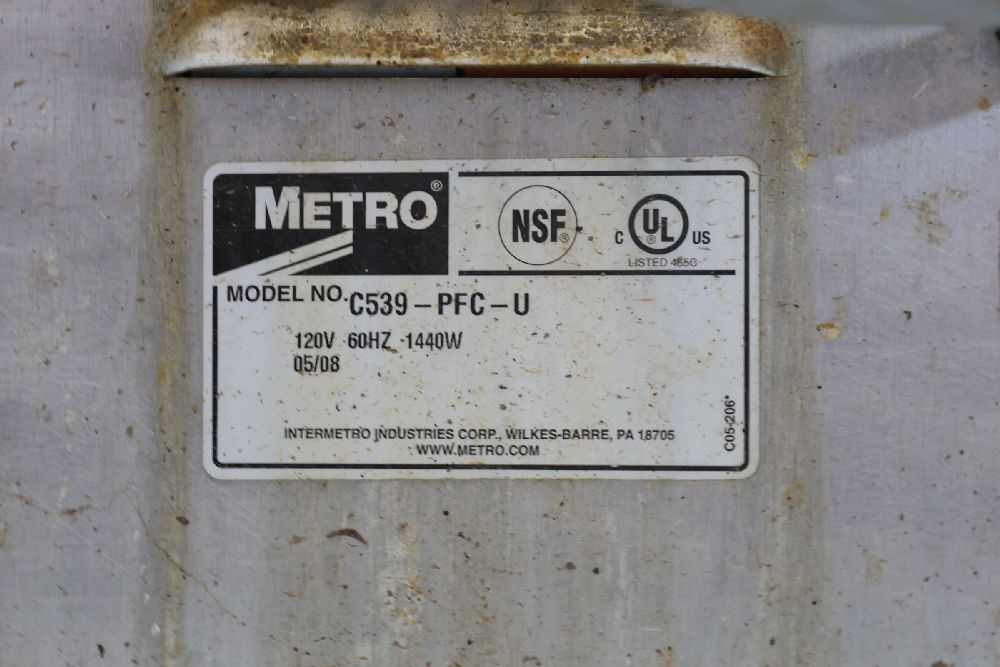 METRO®
NSF®
C UL® US
LISTED 465G
MODEL NO. C539-PFC-U
120V 60HZ 1440W
05/08
C05-206*
INTERMETRO INDUSTRIES CORP., WILKES-BARRE, PA 18705
WWW.METRO.COM